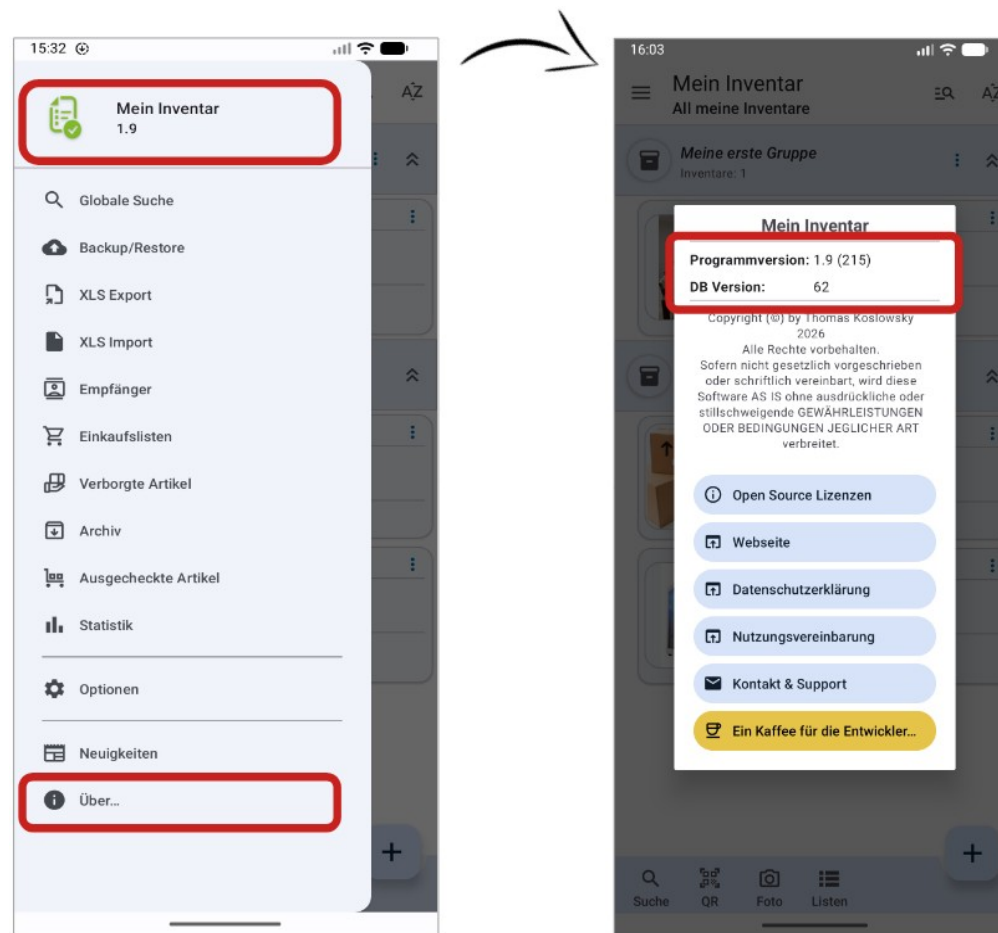 15:32
Mein Inventar
1.9
Globale Suche
Backup/Restore
XLS Export
XLS Import
Empfänger
Einkaufslisten
Verborgte Artikel
Archiv
Ausgecheckte Artikel
Statistik
Optionen
Neuigkeiten
Über...
AZ
+
16:03
Mein Inventar
All meine Inventare
AZ
Meine erste Gruppe
Inventare: 1
Mein Inventar
Programmversion: 1.9 (215)
DB Version: 62
Copyright (©) by Thomas Koslowsky
2026
Alle Rechte vorbehalten.
Sofern nicht gesetzlich vorgeschrieben
oder schriftlich vereinbart, wird diese
Software AS IS ohne ausdrückliche oder
stillschweigende GEWÄHRLEISTUNGEN
ODER BEDINGUNGEN JEGLICHER ART
verbreitet.
Open Source Lizenzen
Webseite
Datenschutzerklärung
Nutzungsvereinbarung
Kontakt & Support
Ein Kaffee für die Entwickler...
+
Suche QR Foto Listen